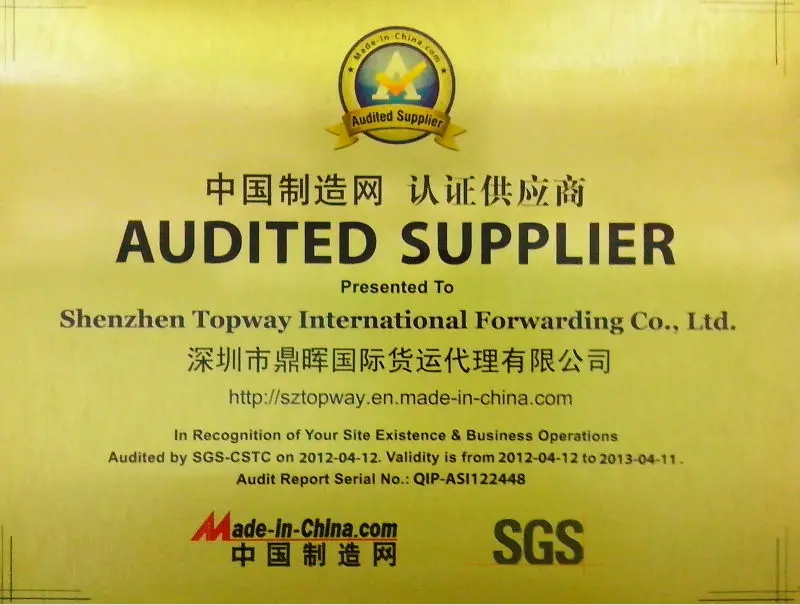 Made-in-China.com
A
Audited Supplier
中国制造网 认证供应商
AUDITED SUPPLIER
Presented To
Shenzhen Topway International Forwarding Co., Ltd.
深圳市鼎晖国际货运代理有限公司
http://sztopway.en.made-in-china.com
In Recognition of Your Site Existence & Business Operations
Audited by SGS-CSTC on 2012-04-12. Validity is from 2012-04-12 to 2013-04-11.
Audit Report Serial No.: QIP-ASI122448
Made-in-China.com
中国制造网
SGS